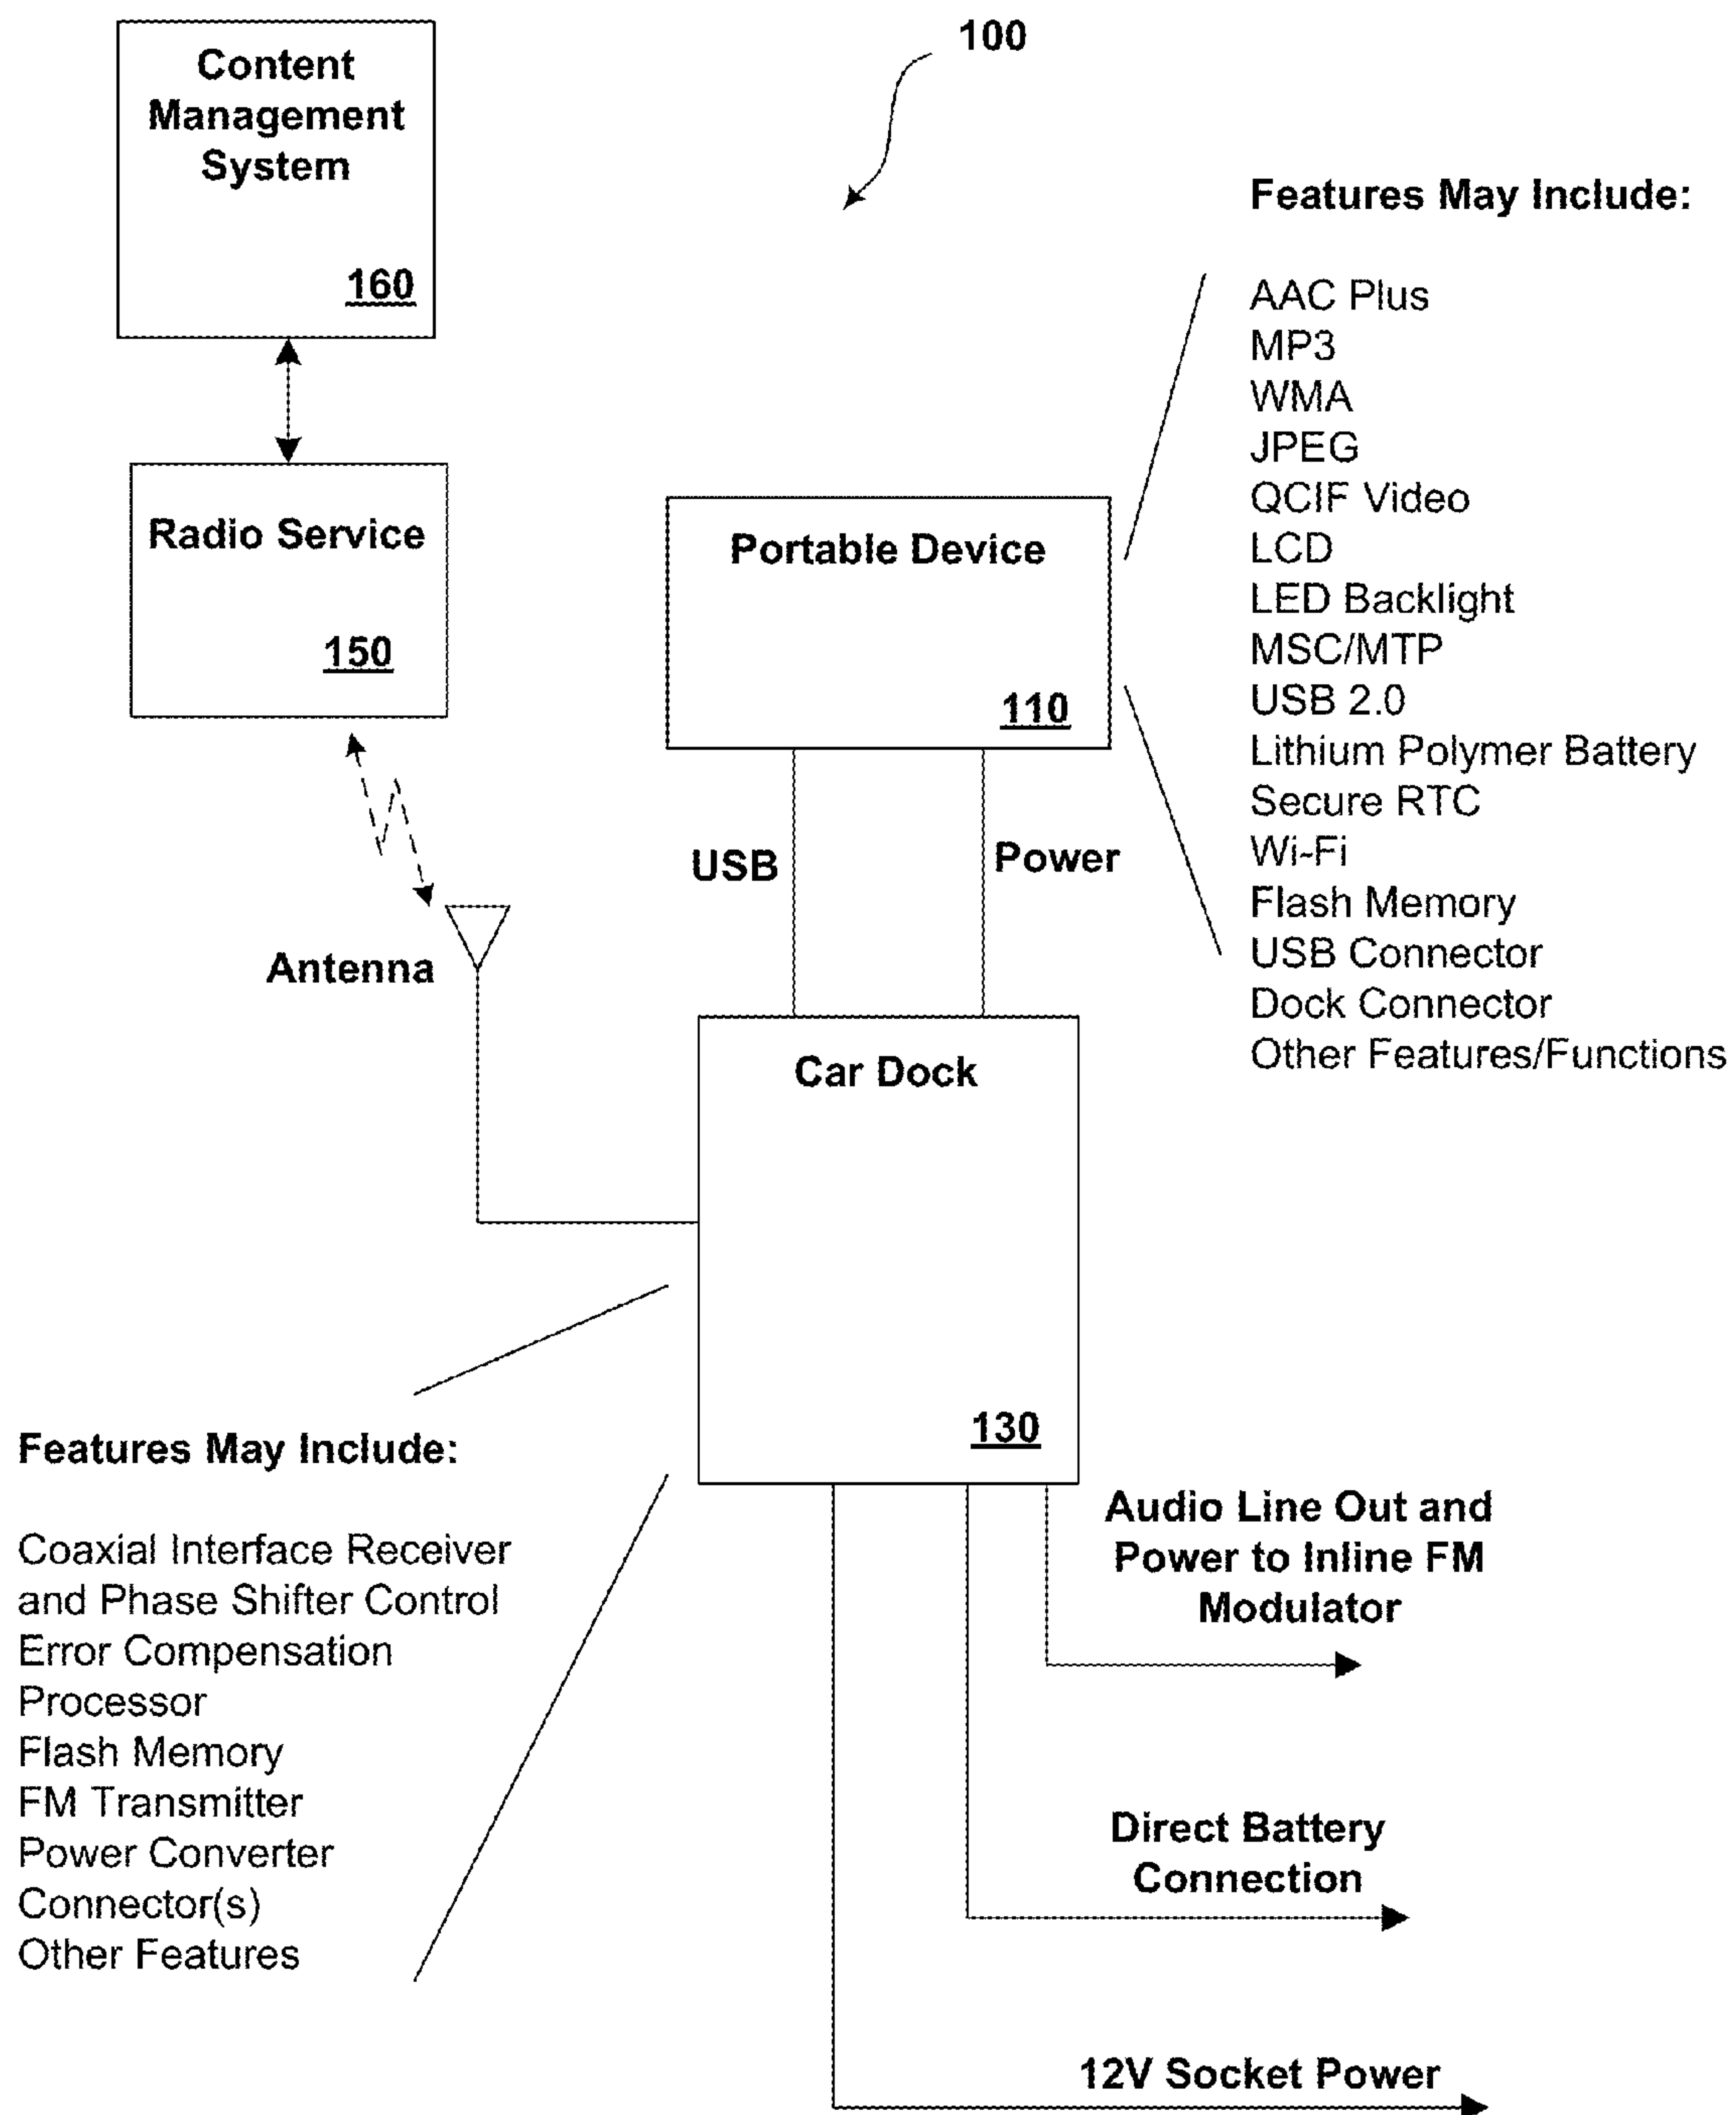 100
Content
Management
System
160
Radio Service
150
Portable Device
110
Features May Include:
AAC Plus
MP3
WMA
JPEG
QCIF Video
LCD
LED Backlight
MSC/MTP
USB 2.0
Lithium Polymer Battery
Secure RTC
Wi-Fi
Flash Memory
USB Connector
Dock Connector
Other Features/Functions
USB
Power
Antenna
Car Dock
130
Features May Include:
Coaxial Interface Receiver
and Phase Shifter Control
Error Compensation
Processor
Flash Memory
FM Transmitter
Power Converter
Connector(s)
Other Features
Audio Line Out and
Power to Inline FM
Modulator
Direct Battery
Connection
12V Socket Power